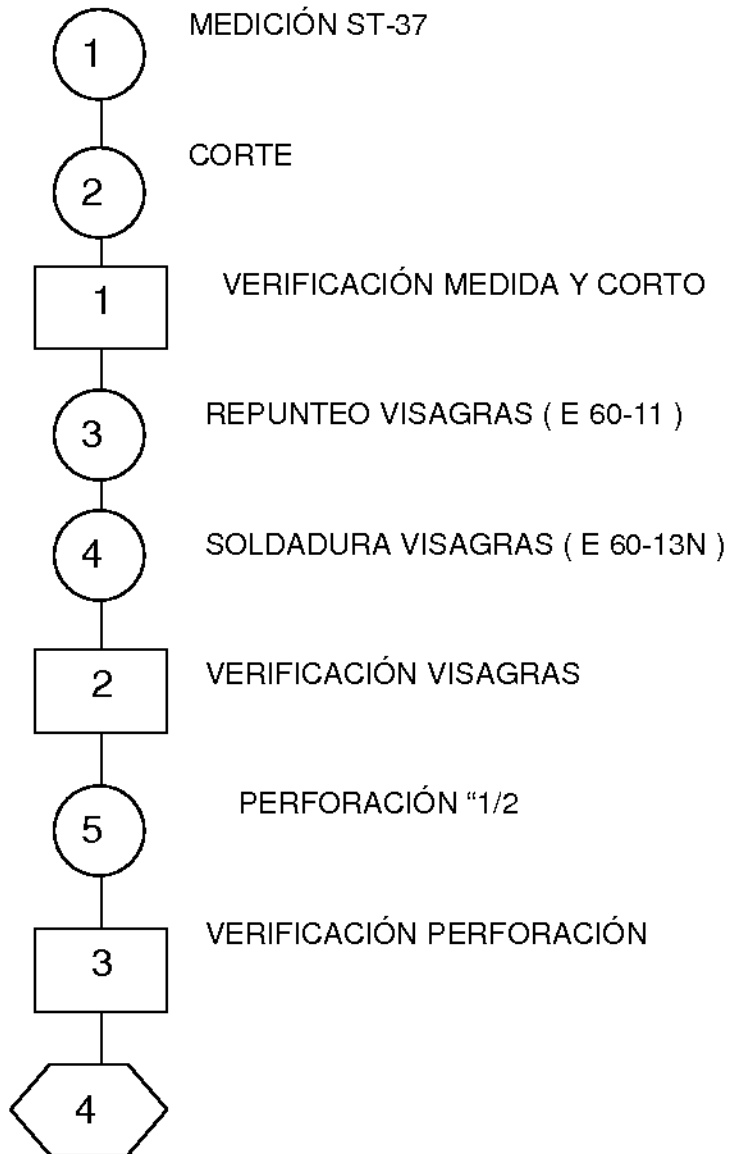 1 MEDICIÓN ST-37
2 CORTE
1 VERIFICACIÓN MEDIDA Y CORTO
3 REPUNTEO VISAGRAS ( E 60-11 )
4 SOLDADURA VISAGRAS ( E 60-13N )
2 VERIFICACIÓN VISAGRAS
5 PERFORACIÓN “1/2
3 VERIFICACIÓN PERFORACIÓN
4